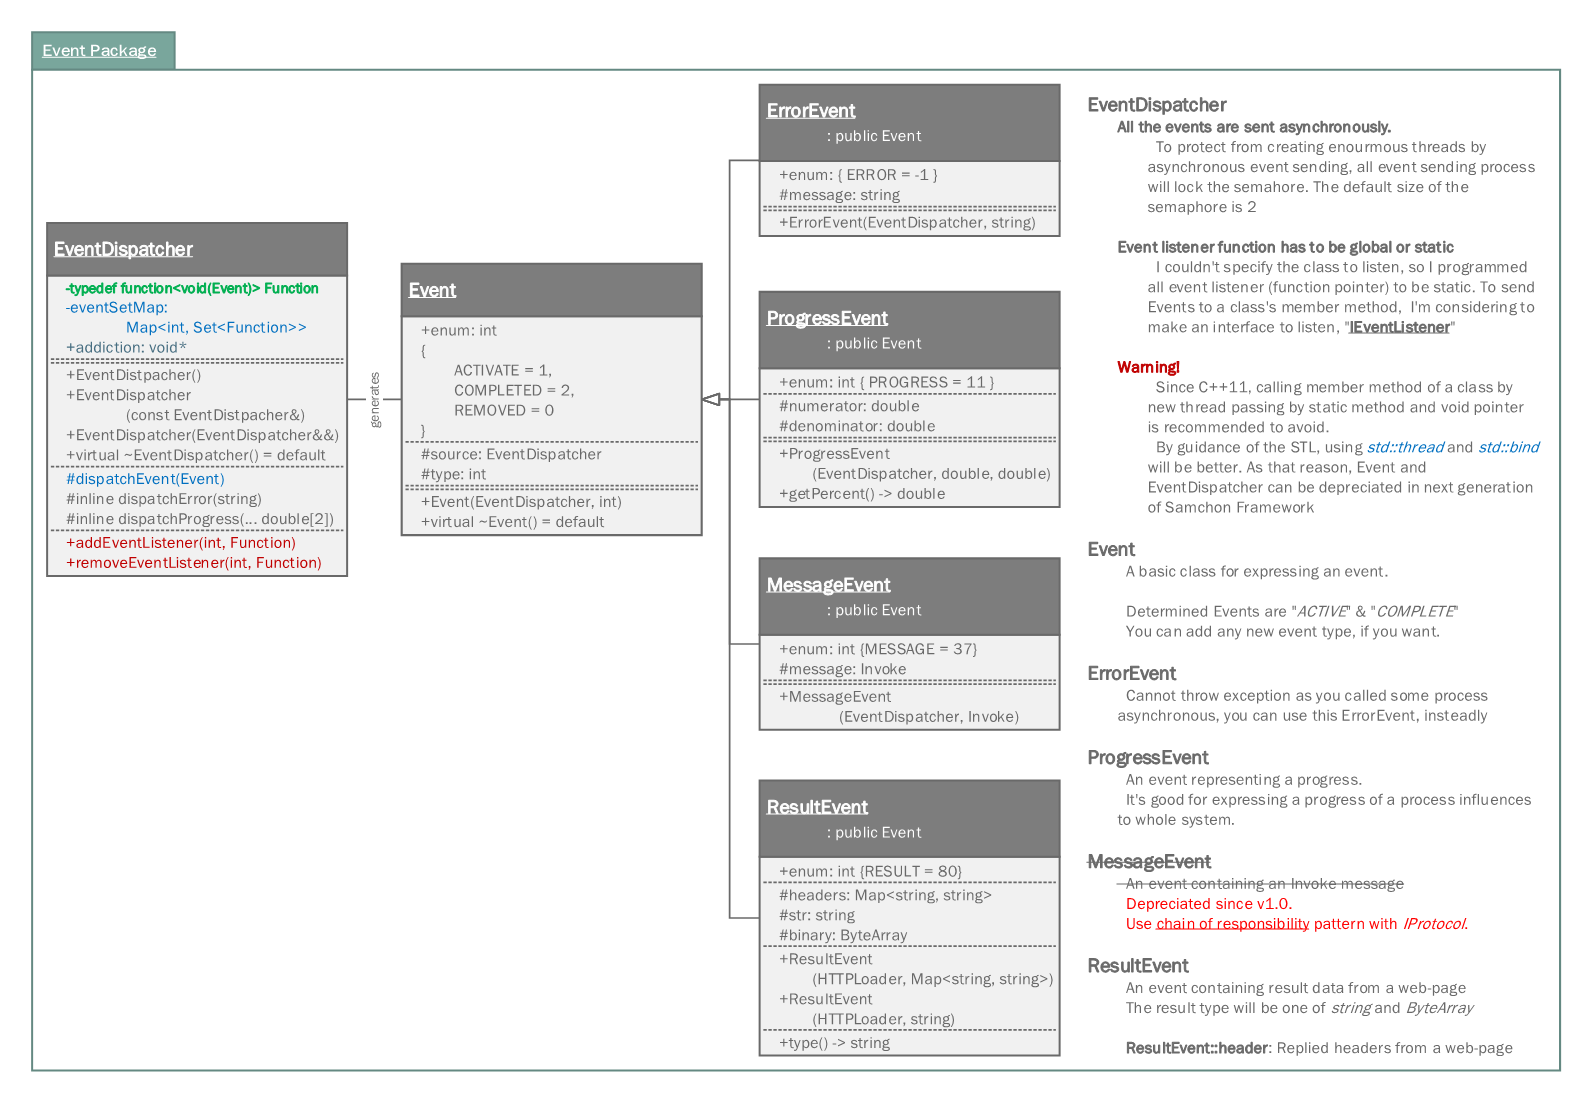 Event Package
EventDispatcher
-typedef function<void(Event)> Function
-eventSetMap:
Map<int, Set<Function>>
+addiction: void*
+EventDistpacher()
+EventDispatcher
(const EventDistpacher&)
+EventDispatcher(EventDispatcher&&)
+virtual ~EventDispatcher() = default
#dispatchEvent(Event)
#inline dispatchError(string)
#inline dispatchProgress(... double[2])
+addEventListener(int, Function)
+removeEventListener(int, Function)
generates
Event
+enum: int
{
ACTIVATE = 1,
COMPLETED = 2,
REMOVED = 0
}
#source: EventDispatcher
#type: int
+Event(EventDispatcher, int)
+virtual ~Event() = default
ErrorEvent
: public Event
+enum: { ERROR = -1 }
#message: string
+ErrorEvent(EventDispatcher, string)
ProgressEvent
: public Event
+enum: int { PROGRESS = 11 }
#numerator: double
#denominator: double
+ProgressEvent
(EventDispatcher, double, double)
+getPercent() -> double
MessageEvent
: public Event
+enum: int {MESSAGE = 37}
#message: Invoke
+MessageEvent
(EventDispatcher, Invoke)
ResultEvent
: public Event
+enum: int {RESULT = 80}
#headers: Map<string, string>
#str: string
#binary: ByteArray
+ResultEvent
(HTTPLoader, Map<string, string>)
+ResultEvent
(HTTPLoader, string)
+type() -> string
EventDispatcher
All the events are sent asynchronously.
To protect from creating enourmous threads by
asynchronous event sending, all event sending process
will lock the semahore. The default size of the
semaphore is 2
Event listener function has to be global or static
I couldn't specify the class to listen, so I programmed
all event listener (function pointer) to be static. To send
Events to a class's member method, I'm considering to
make an interface to listen, "IEventListener"
Warning!
Since C++11, calling member method of a class by
new thread passing by static method and void pointer
is recommended to avoid.
By guidance of the STL, using std::thread and std::bind
will be better. As that reason, Event and
EventDispatcher can be depreciated in next generation
of Samchon Framework
Event
A basic class for expressing an event.
Determined Events are "ACTIVE" & "COMPLETE"
You can add any new event type, if you want.
ErrorEvent
Cannot throw exception as you called some process
asynchronous, you can use this ErrorEvent, insteadly
ProgressEvent
An event representing a progress.
It's good for expressing a progress of a process influences
to whole system.
MessageEvent
An event containing an Invoke message
Depreciated since v1.0.
Use chain of responsibility pattern with IProtocol.
ResultEvent
An event containing result data from a web-page
The result type will be one of string and ByteArray
ResultEvent::header: Replied headers from a web-page